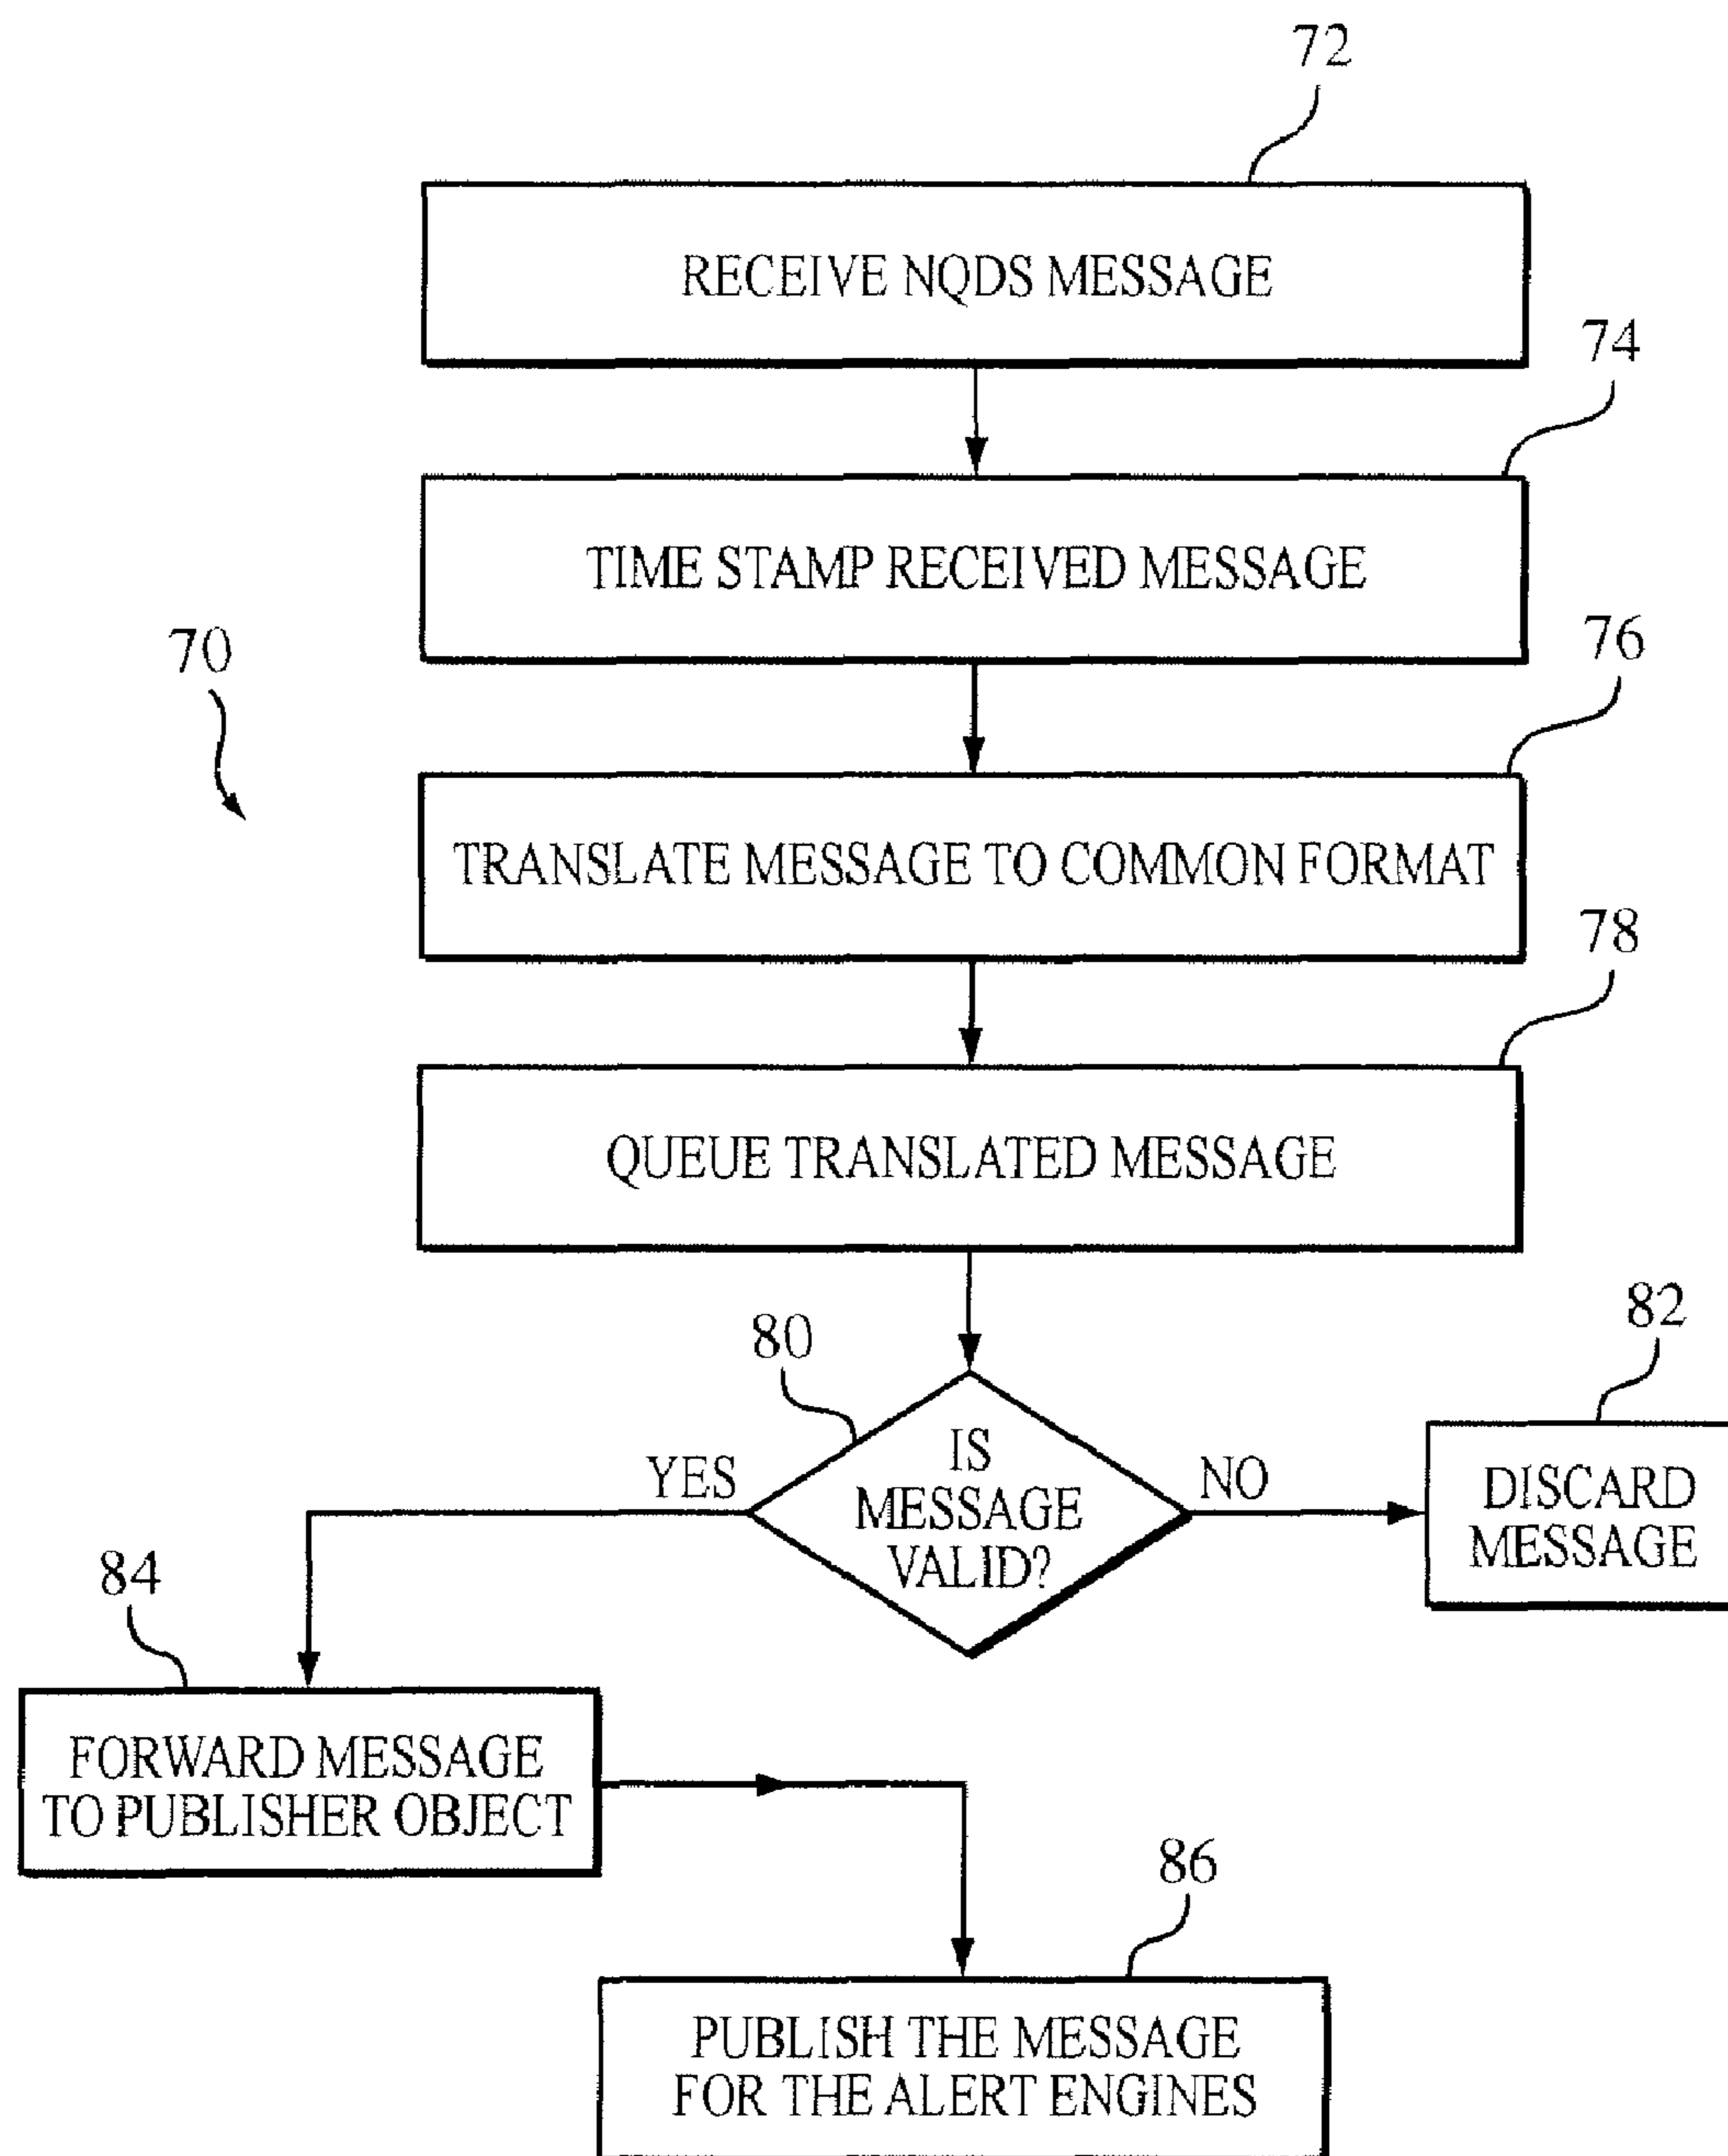 72
RECEIVE NQDS MESSAGE
74
TIME STAMP RECEIVED MESSAGE
70
76
TRANSLATE MESSAGE TO COMMON FORMAT
78
QUEUE TRANSLATED MESSAGE
80
82
YES
IS
MESSAGE
VALID?
NO
DISCARD
MESSAGE
84
FORWARD MESSAGE
TO PUBLISHER OBJECT
86
PUBLISH THE MESSAGE
FOR THE ALERT ENGINES